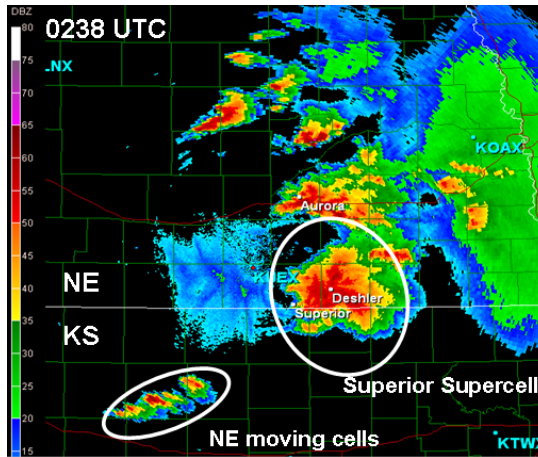 DBZ
0238 UTC
80
LNX
75
70
65
KOAX
60
55
50
Aurora
45
KUEX
NE
40
Deshler
Superior
KS
35
30
Superior Supercell
25
20
NE moving cells
KTWX
15